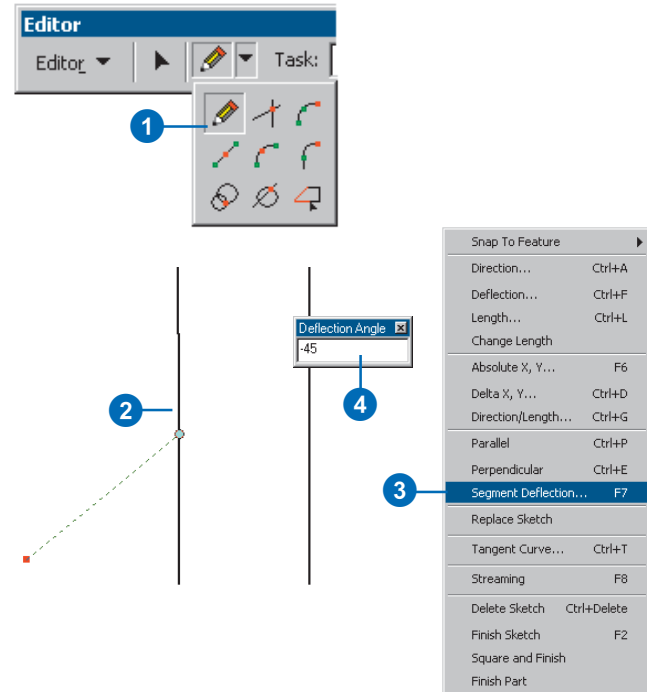 Editor
Editor
Task:
1
2
Deflection Angle
-45
4
3
Snap To Feature
Direction... Ctrl+A
Deflection... Ctrl+F
Length... Ctrl+L
Change Length
Absolute X, Y... F6
Delta X, Y... Ctrl+D
Direction/Length... Ctrl+G
Parallel Ctrl+P
Perpendicular Ctrl+E
Segment Deflection... F7
Replace Sketch
Tangent Curve... Ctrl+T
Streaming F8
Delete Sketch Ctrl+Delete
Finish Sketch F2
Square and Finish
Finish Part